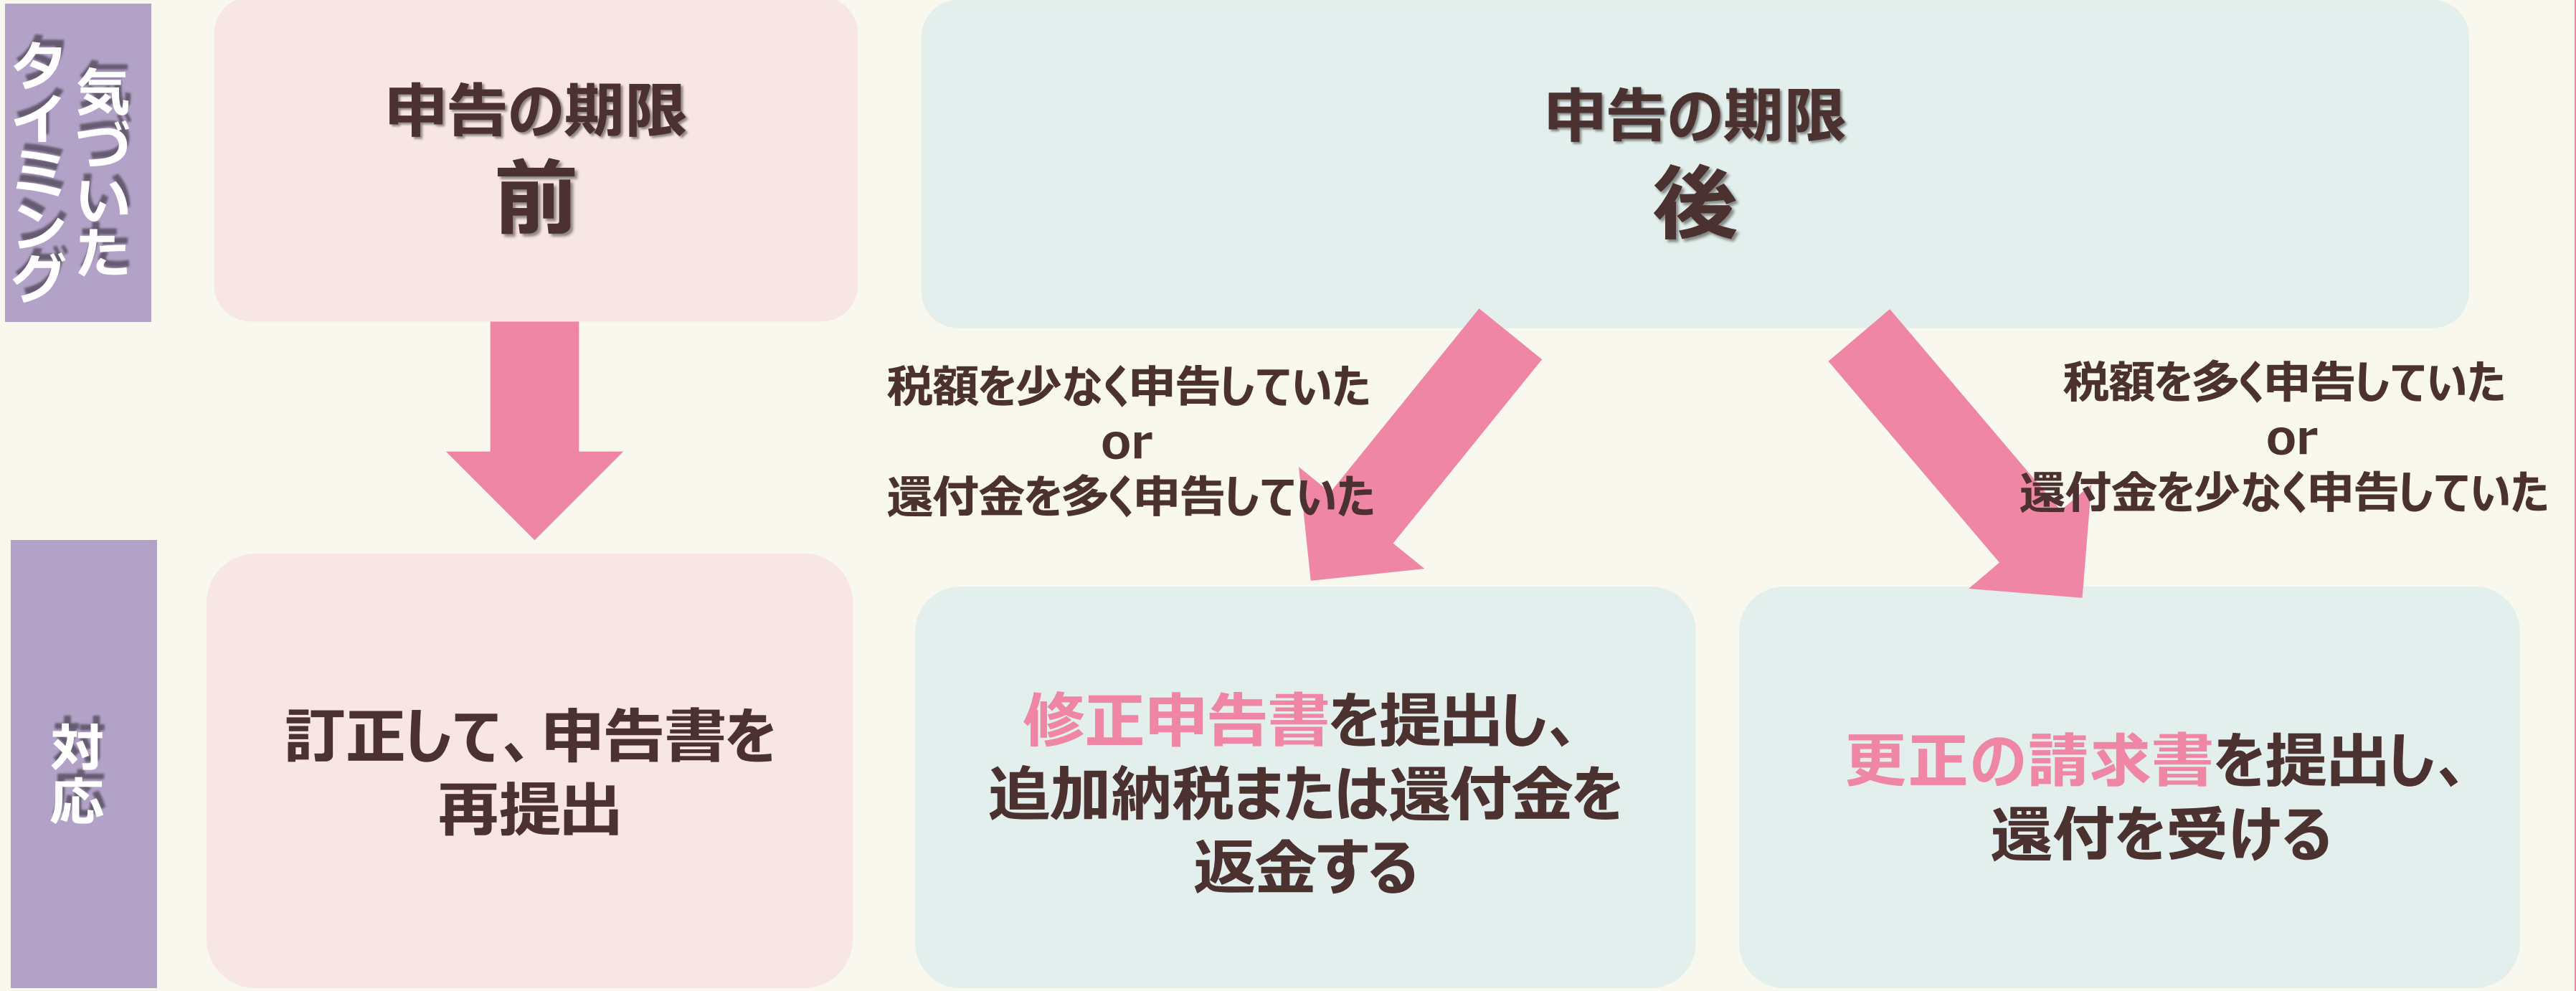 気づいた
タイミング
申告の期限
前
申告の期限
後
税額を少なく申告していた
or
還付金を多く申告していた
税額を多く申告していた
or
還付金を少なく申告していた
対応
訂正して、申告書を
再提出
修正申告書を提出し、
追加納税または還付金を
返金する
更正の請求書を提出し、
還付を受ける